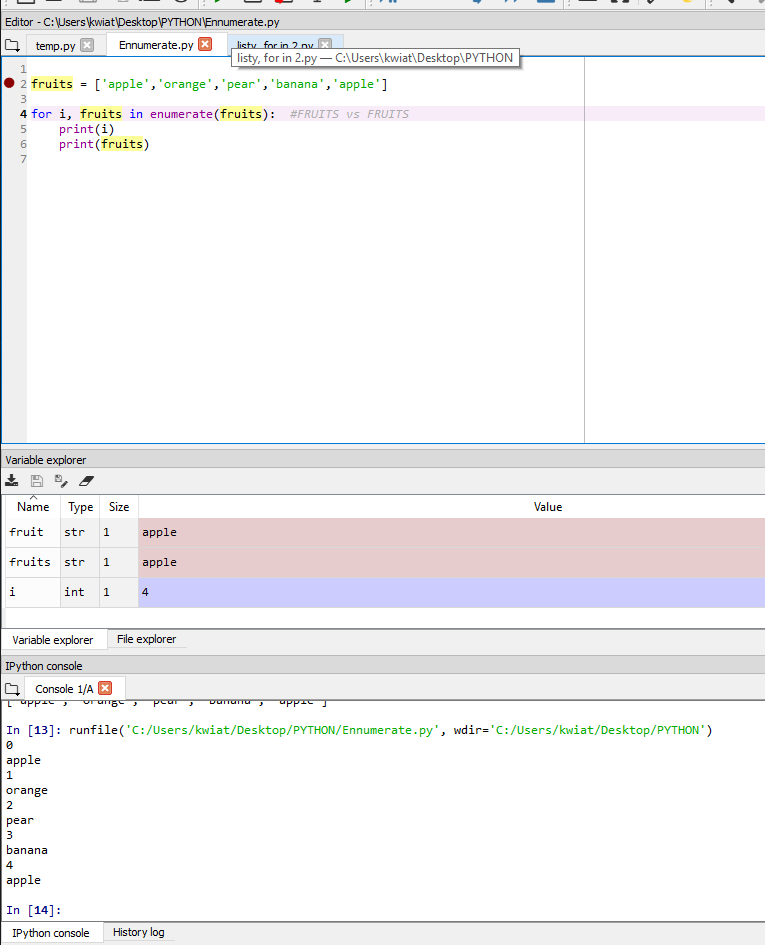 Editor - C:\Users\kwiat\Desktop\PYTHON\Ennumerate.py
temp.py Ennumerate.py listy, for in 2.py
listy, for in 2.py — C:\Users\kwiat\Desktop\PYTHON
1
2 fruits = ['apple','orange','pear','banana','apple']
3
4 for i, fruits in enumerate(fruits):  #FRUITS vs FRUITS
5     print(i)
6     print(fruits)
7
Variable explorer
Name Type Size Value
fruit str 1 apple
fruits str 1 apple
i int 1 4
Variable explorer File explorer
IPython console
Console 1/A
['apple', 'orange', 'pear', 'banana', 'apple']
In [13]: runfile('C:/Users/kwiat/Desktop/PYTHON/Ennumerate.py', wdir='C:/Users/kwiat/Desktop/PYTHON')
0
apple
1
orange
2
pear
3
banana
4
apple
In [14]:
IPython console History log